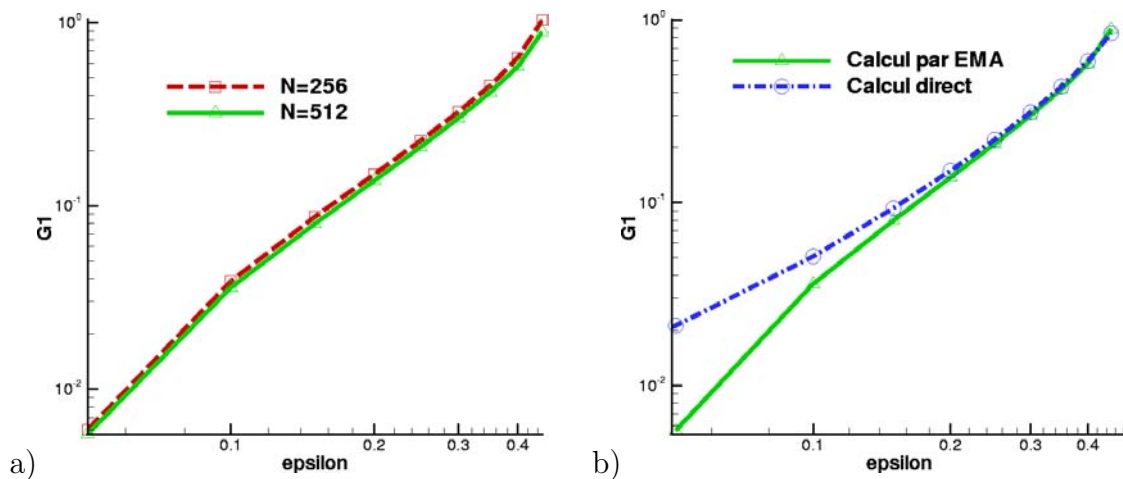 10^0
N=256
N=512
G1
10^-1
10^-2
0.1 0.2 0.3 0.4
epsilon
a)
10^0
Calcul par EMA
Calcul direct
G1
10^-1
10^-2
0.1 0.2 0.3 0.4
epsilon
b)